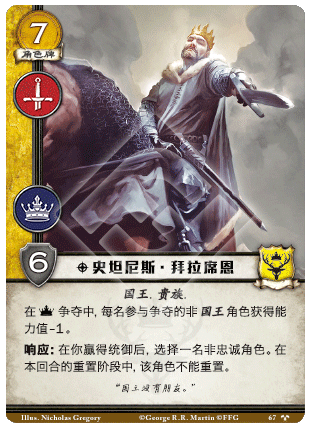 7
角色牌
6
史坦尼斯·拜拉席恩
国王. 贵族.
在 争夺中, 每名参与争夺的非 国王 角色获得能
力值-1。
响应: 在你赢得统御后, 选择一名非忠诚角色。在
本回合的重置阶段中, 该角色不能重置。
“国王没有朋友。”
Illus. Nicholas Gregory ©George R.R. Martin ©FFG 67